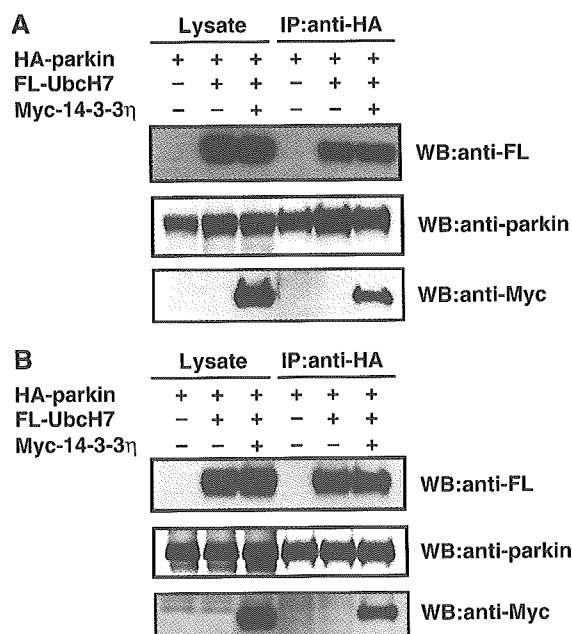 A
Lysate IP:anti-HA
HA-parkin + + + + + +
FL-UbcH7 − + + − + +
Myc-14-3-3η − − + − − +
WB:anti-FL
WB:anti-parkin
WB:anti-Myc
B
Lysate IP:anti-HA
HA-parkin + + + + + +
FL-UbcH7 − + + − + +
Myc-14-3-3η − − + − − +
WB:anti-FL
WB:anti-parkin
WB:anti-Myc